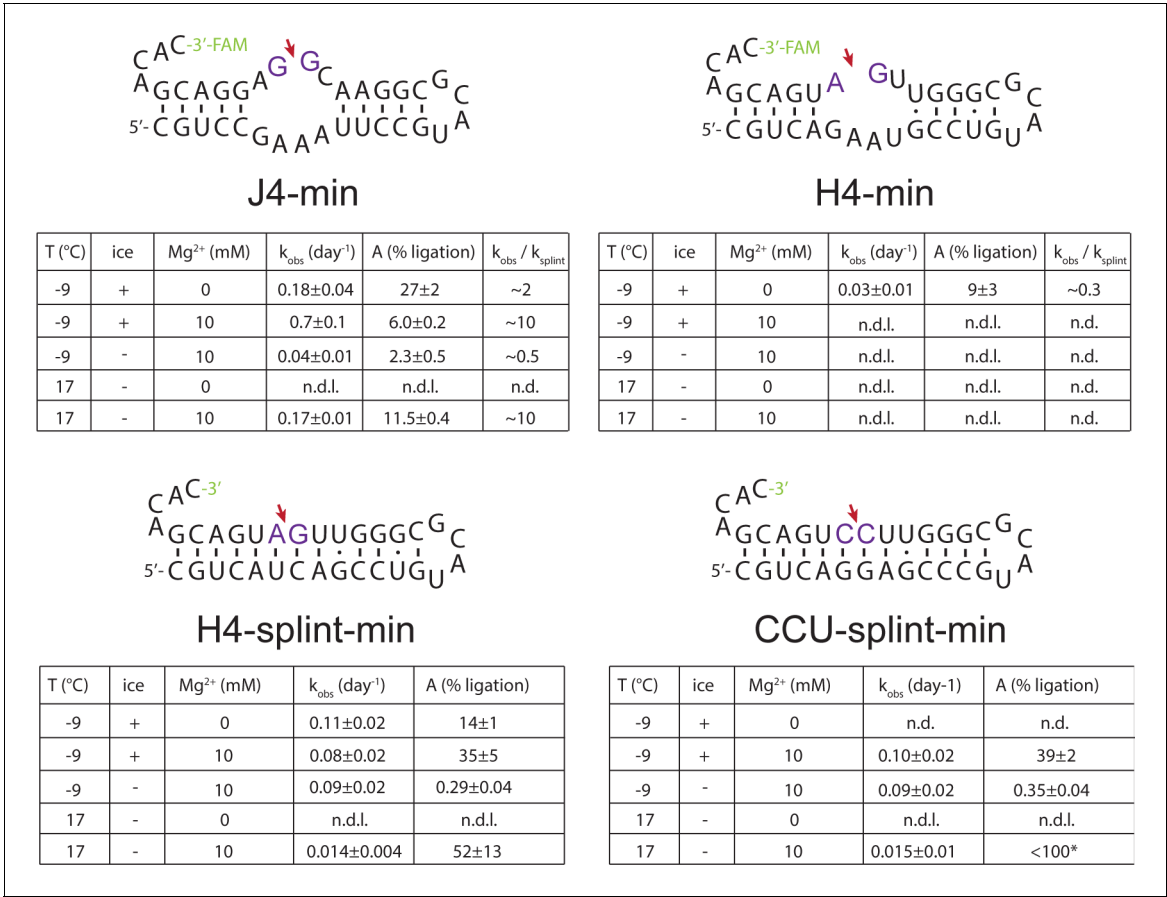 CAC-3′-FAM
AGCAGGAGGCAAGGCGCA
5′-CGUCCGAAAUUCCGU
J4-min
T (°C) ice Mg²⁺ (mM) kobs (day⁻¹) A (% ligation) kobs / ksplint
-9 + 0 0.18±0.04 27±2 ~2
-9 + 10 0.7±0.1 6.0±0.2 ~10
-9 - 10 0.04±0.01 2.3±0.5 ~0.5
17 - 0 n.d.l. n.d.l. n.d.
17 - 10 0.17±0.01 11.5±0.4 ~10
CAC-3′-FAM
AGCAGUAGUUGGGCGCA
5′-CGUCAGAAUGCCUGU
H4-min
T (°C) ice Mg²⁺ (mM) kobs (day⁻¹) A (% ligation) kobs / ksplint
-9 + 0 0.03±0.01 9±3 ~0.3
-9 + 10 n.d.l. n.d.l. n.d.
-9 - 10 n.d.l. n.d.l. n.d.
17 - 0 n.d.l. n.d.l. n.d.
17 - 10 n.d.l. n.d.l. n.d.
CAC-3′
AGCAGUAGUUGGGCGCA
5′-CGUCAUCAGCCUGU
H4-splint-min
T (°C) ice Mg²⁺ (mM) kobs (day⁻¹) A (% ligation)
-9 + 0 0.11±0.02 14±1
-9 + 10 0.08±0.02 35±5
-9 - 10 0.09±0.02 0.29±0.04
17 - 0 n.d.l. n.d.l.
17 - 10 0.014±0.004 52±13
CAC-3′
AGCAGUCCUUGGGCGCA
5′-CGUCAGGAGCCCGU
CCU-splint-min
T (°C) ice Mg²⁺ (mM) kobs (day-1) A (% ligation)
-9 + 0 n.d. n.d.
-9 + 10 0.10±0.02 39±2
-9 - 10 0.09±0.02 0.35±0.04
17 - 0 n.d.l. n.d.l.
17 - 10 0.015±0.01 <100*